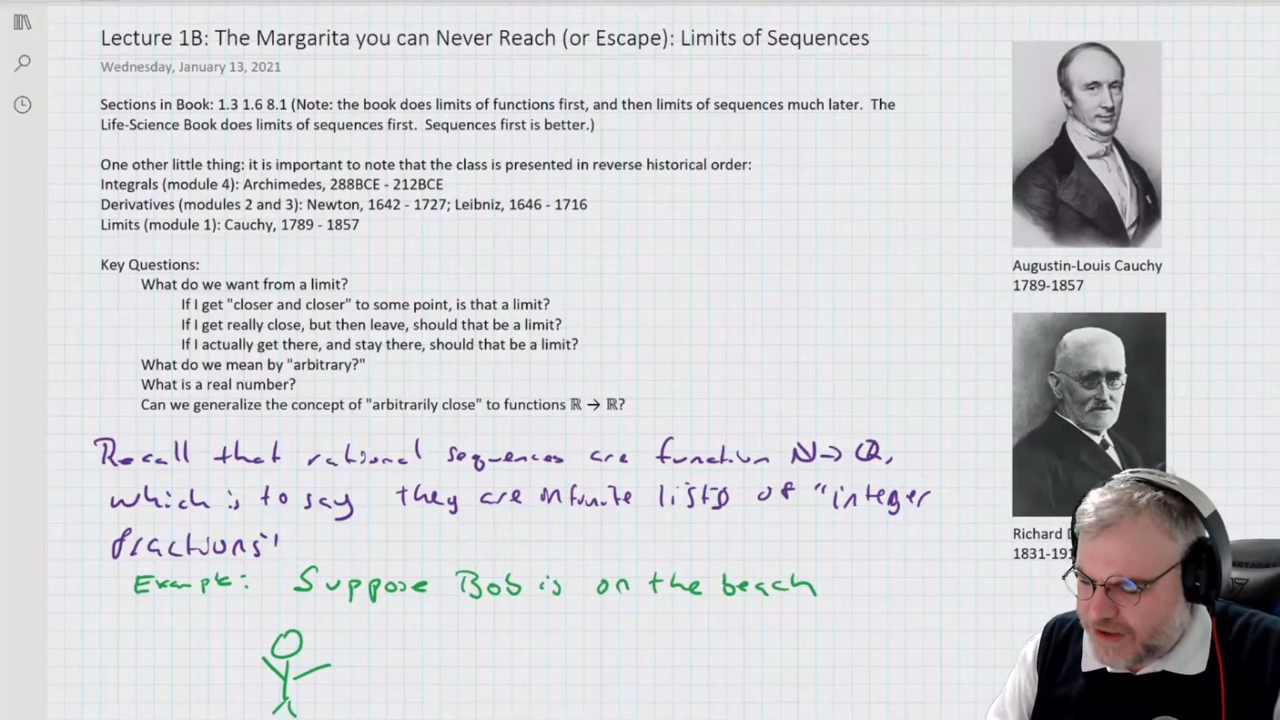 Lecture 1B: The Margarita you can Never Reach (or Escape): Limits of Sequences
Wednesday, January 13, 2021
Sections in Book: 1.3 1.6 8.1 (Note: the book does limits of functions first, and then limits of sequences much later. The
Life-Science Book does limits of sequences first. Sequences first is better.)
One other little thing: it is important to note that the class is presented in reverse historical order:
Integrals (module 4): Archimedes, 288BCE - 212BCE
Derivatives (modules 2 and 3): Newton, 1642 - 1727; Leibniz, 1646 - 1716
Limits (module 1): Cauchy, 1789 - 1857
Key Questions:
What do we want from a limit?
If I get "closer and closer" to some point, is that a limit?
If I get really close, but then leave, should that be a limit?
If I actually get there, and stay there, should that be a limit?
What do we mean by "arbitrary?"
What is a real number?
Can we generalize the concept of "arbitrarily close" to functions ℝ → ℝ?
Recall that rational sequences are function ℕ → ℚ,
which is to say they are infinite lists of "integer
fractions"
Example: Suppose Bob is on the beach
Augustin-Louis Cauchy
1789-1857
Richard
1831-191